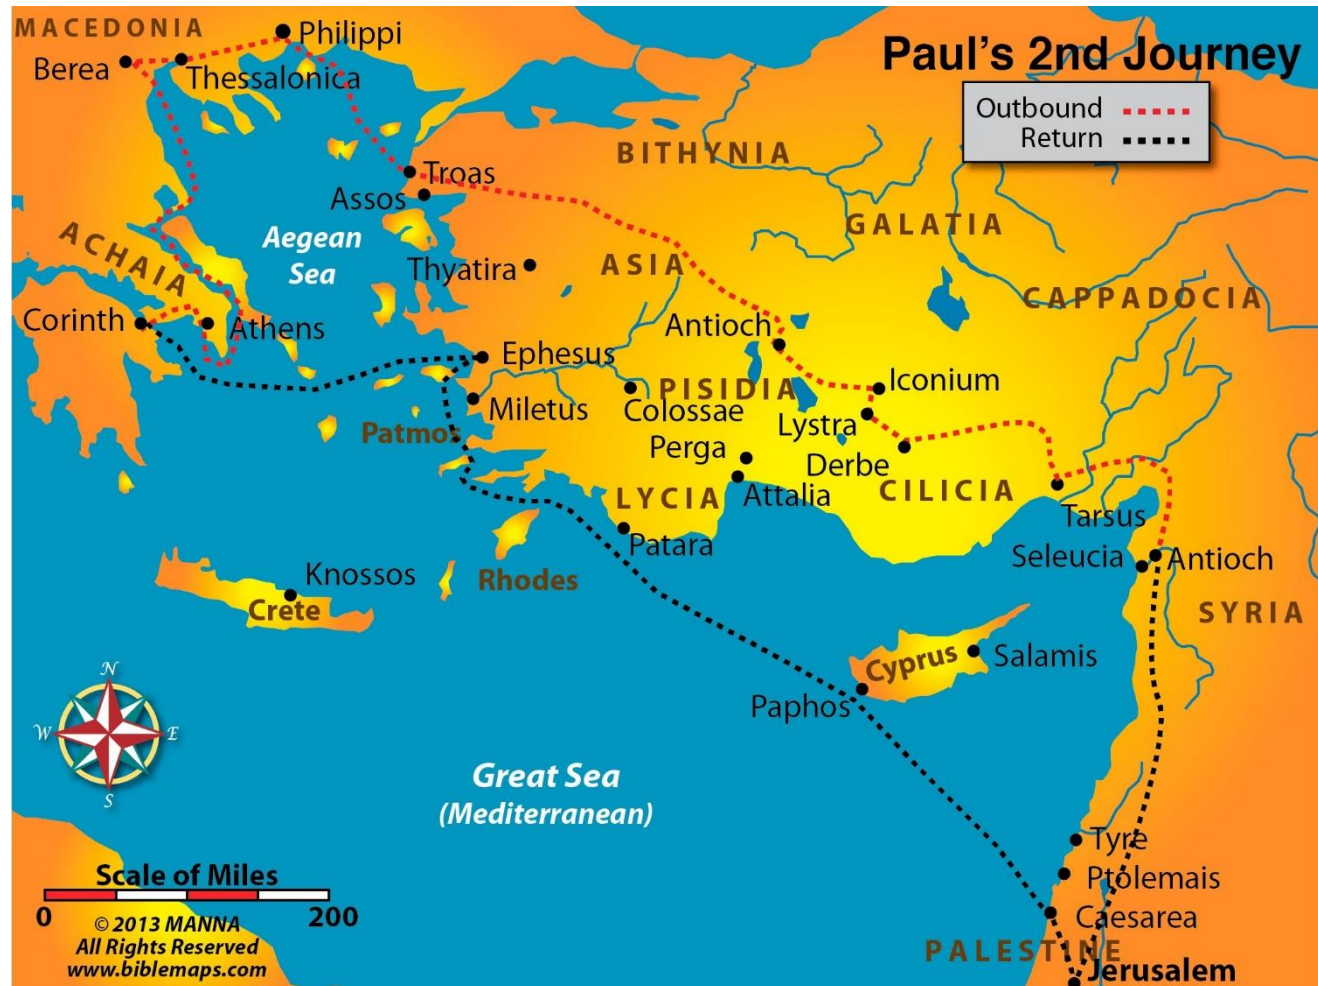 MACEDONIA
Philippi
Paul's 2nd Journey
Berea
Thessalonica
Outbound
Return
BITHYNIA
Troas
Assos
GALATIA
ACHAIA
Aegean
Sea
Thyatira
ASIA
CAPPADOCIA
Corinth
Athens
Antioch
Ephesus
PISIDIA
Iconium
Miletus
Colossae
Lystra
Patmos
Perga
Derbe
LYCIA
Attalia
CILICIA
Tarsus
Patara
Seleucia
Antioch
Knossos
Rhodes
Crete
SYRIA
Cyprus
Salamis
N
Paphos
W
E
S
Great Sea
(Mediterranean)
Tyre
Scale of Miles
Ptolemais
0
200
Caesarea
© 2013 MANNA
All Rights Reserved
PALESTINE
www.biblemaps.com
Jerusalem